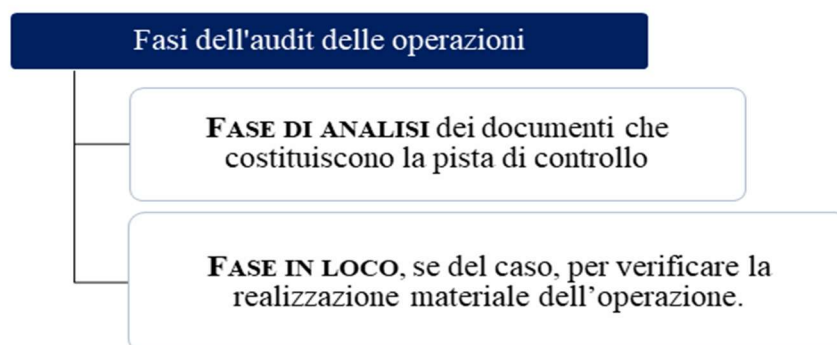 Fasi dell'audit delle operazioni
FASE DI ANALISI dei documenti che
costituiscono la pista di controllo
FASE IN LOCO, se del caso, per verificare la
realizzazione materiale dell’operazione.